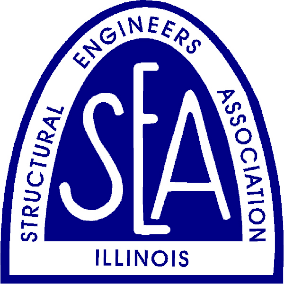 STRUCTURAL ENGINEERS ASSOCIATION
SEA
ILLINOIS